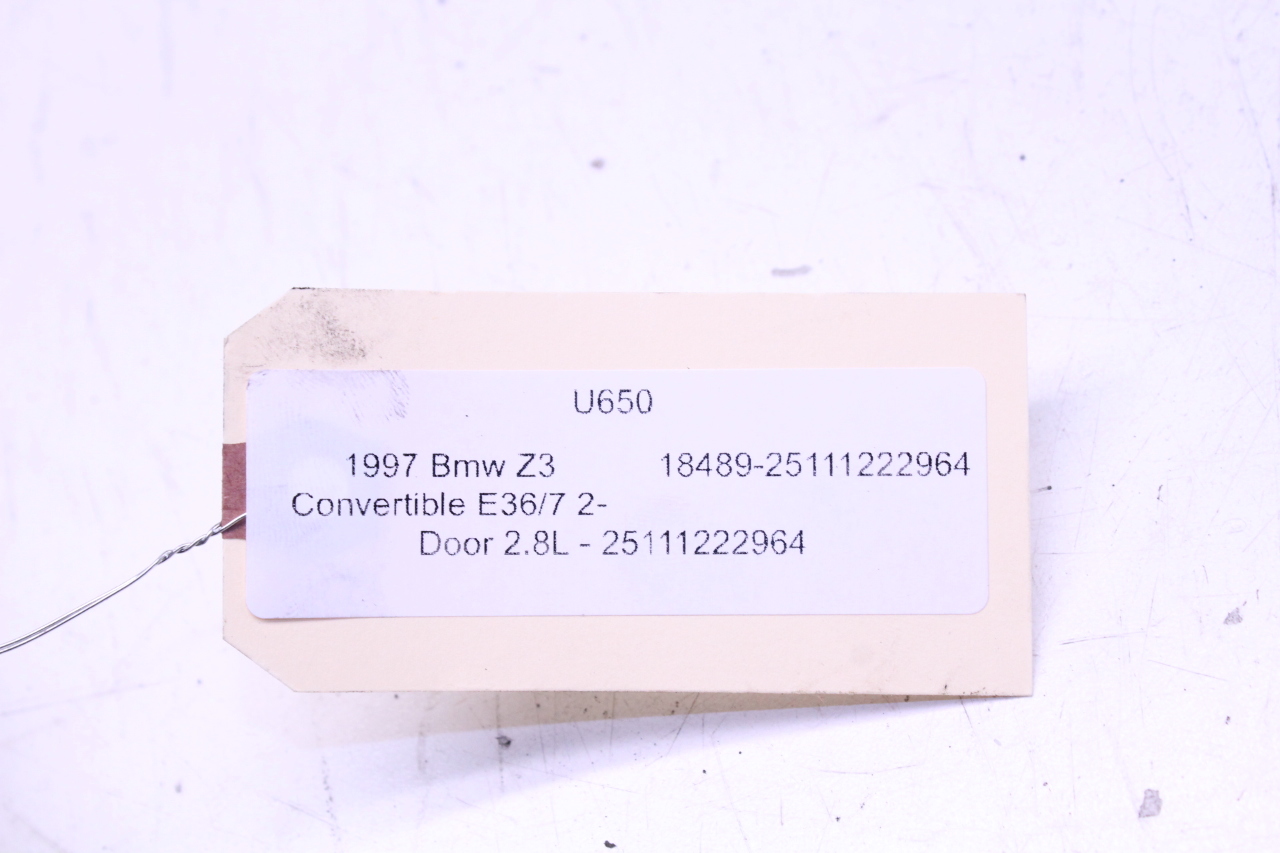 U650
1997 Bmw Z3 18489-25111222964
Convertible E36/7 2-
Door 2.8L - 25111222964